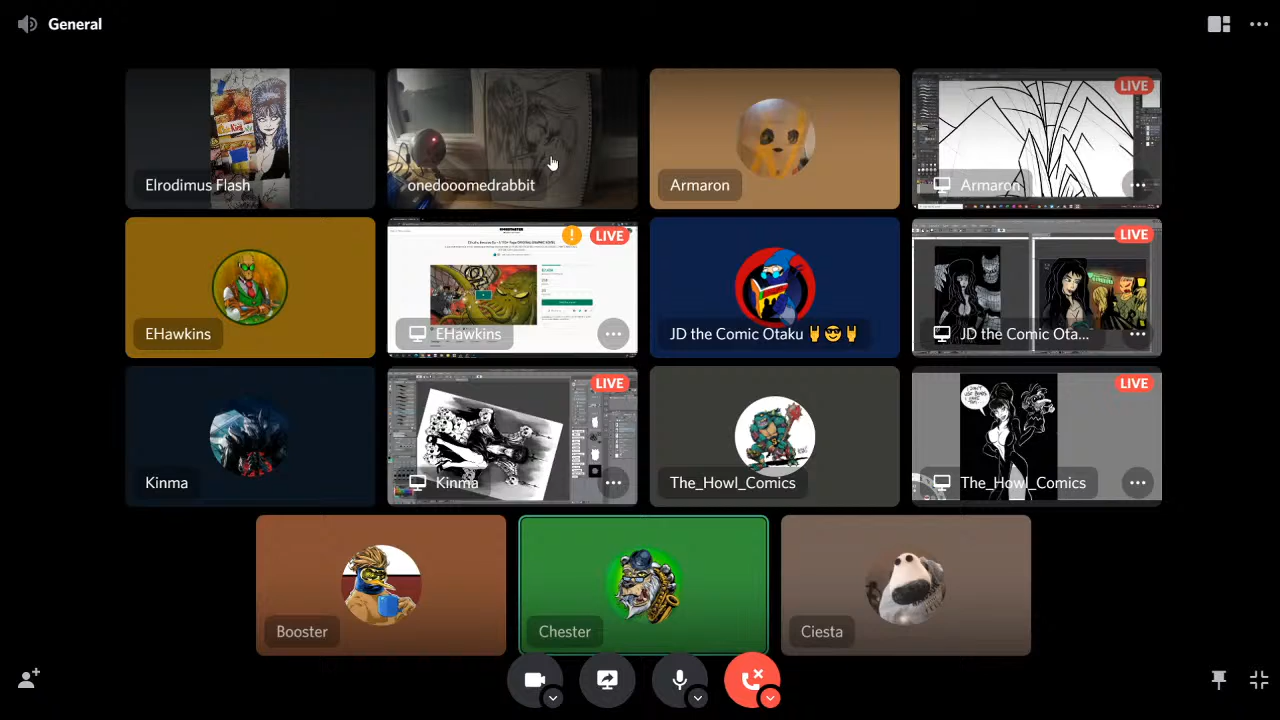 General
Elrodimus Flash
onedooomedrabbit
Armaron
LIVE
Armaron
EHawkins
LIVE
EHawkins
JD the Comic Otaku 🤘😎🤘
LIVE
JD the Comic Ota...
Kinma
LIVE
Kinma
The_Howl_Comics
LIVE
The_Howl_Comics
Booster
Chester
Ciesta